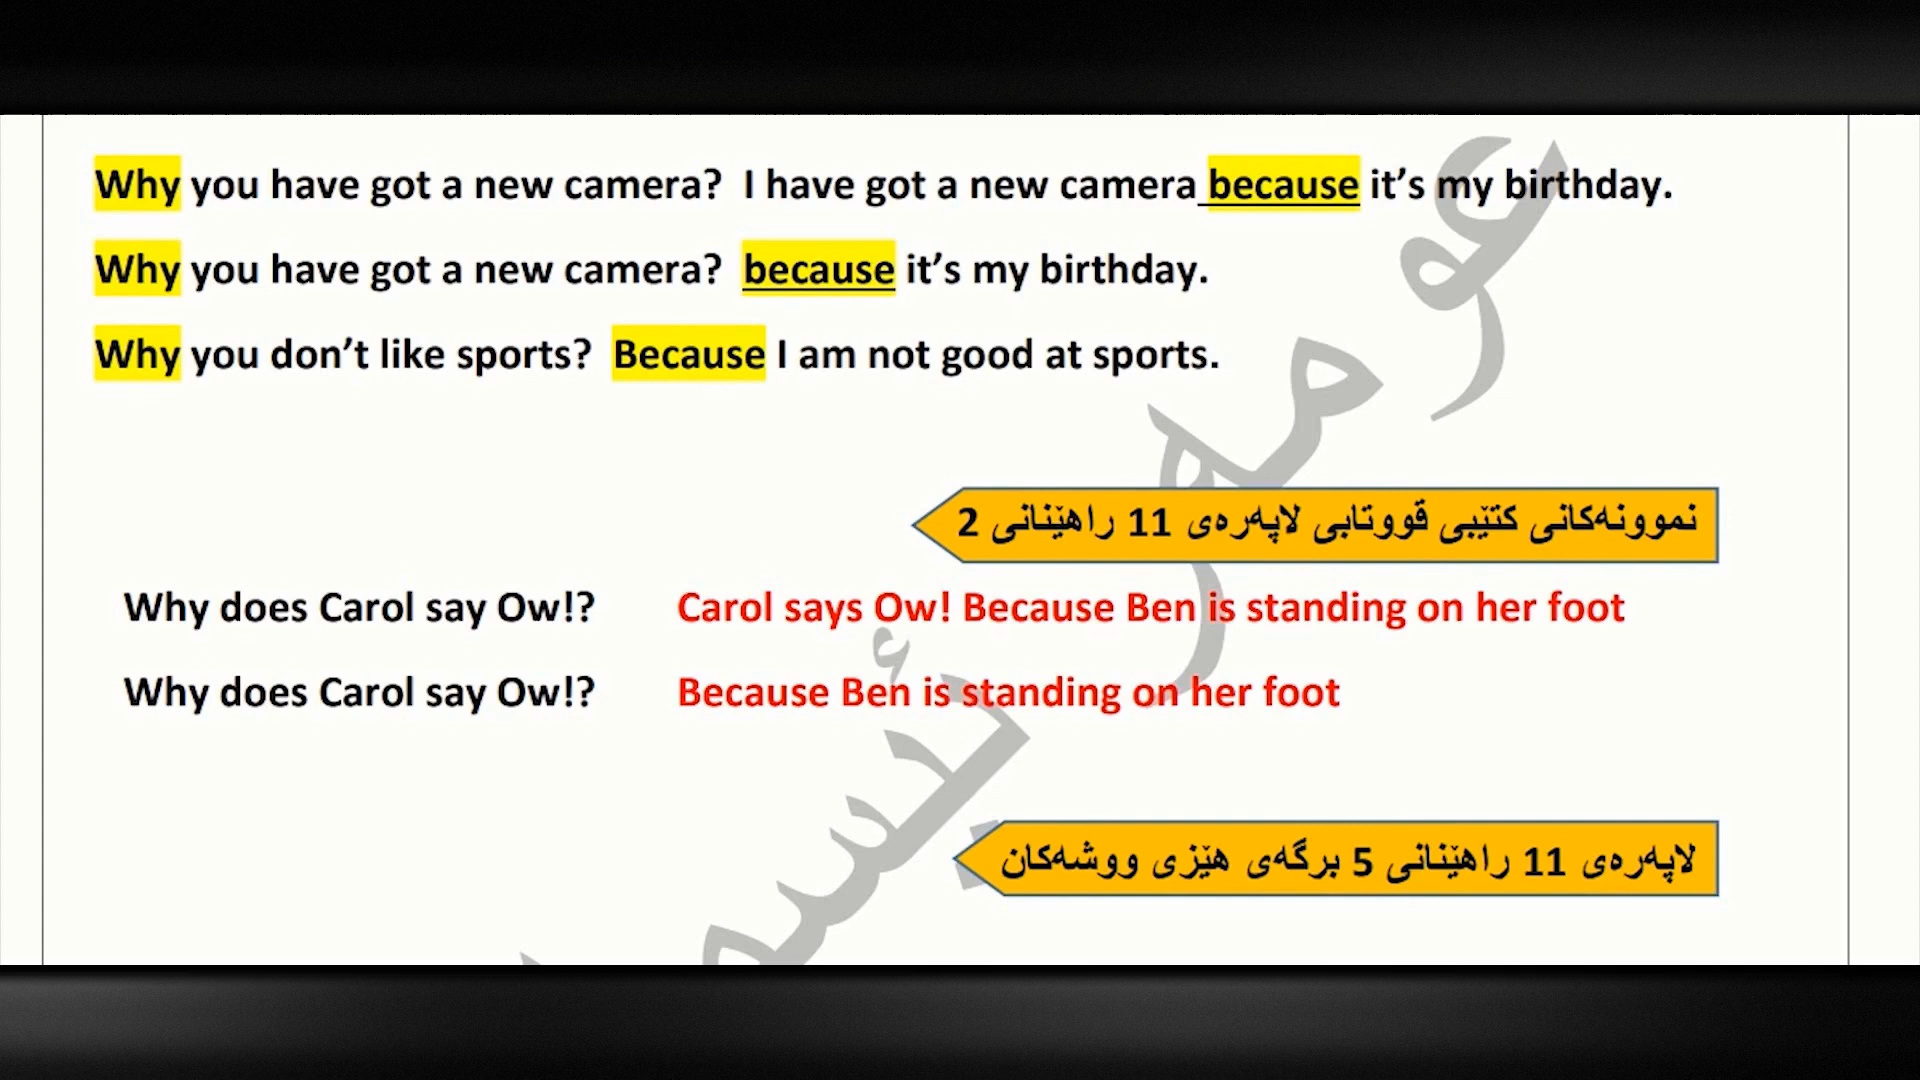 Why you have got a new camera? I have got a new camera because it’s my birthday.
Why you have got a new camera? because it’s my birthday.
Why you don’t like sports? Because I am not good at sports.
نموونەکانی کتێبی قووتابی لاپەڕەی 11 راهێنانی 2
Why does Carol say Ow!? Carol says Ow! Because Ben is standing on her foot
Why does Carol say Ow!? Because Ben is standing on her foot
لاپەڕەی 11 راهێنانی 5 برگەی هێزی ووشەکان
عومەر